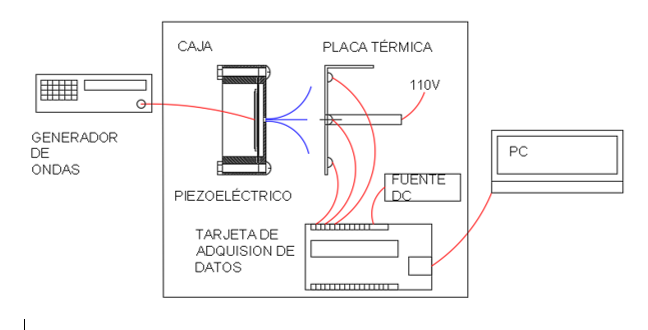 CAJA
PLACA TÉRMICA
110V
GENERADOR
DE
ONDAS
PC
PIEZOELÉCTRICO
FUENTE
DC
TARJETA DE
ADQUISION DE
DATOS